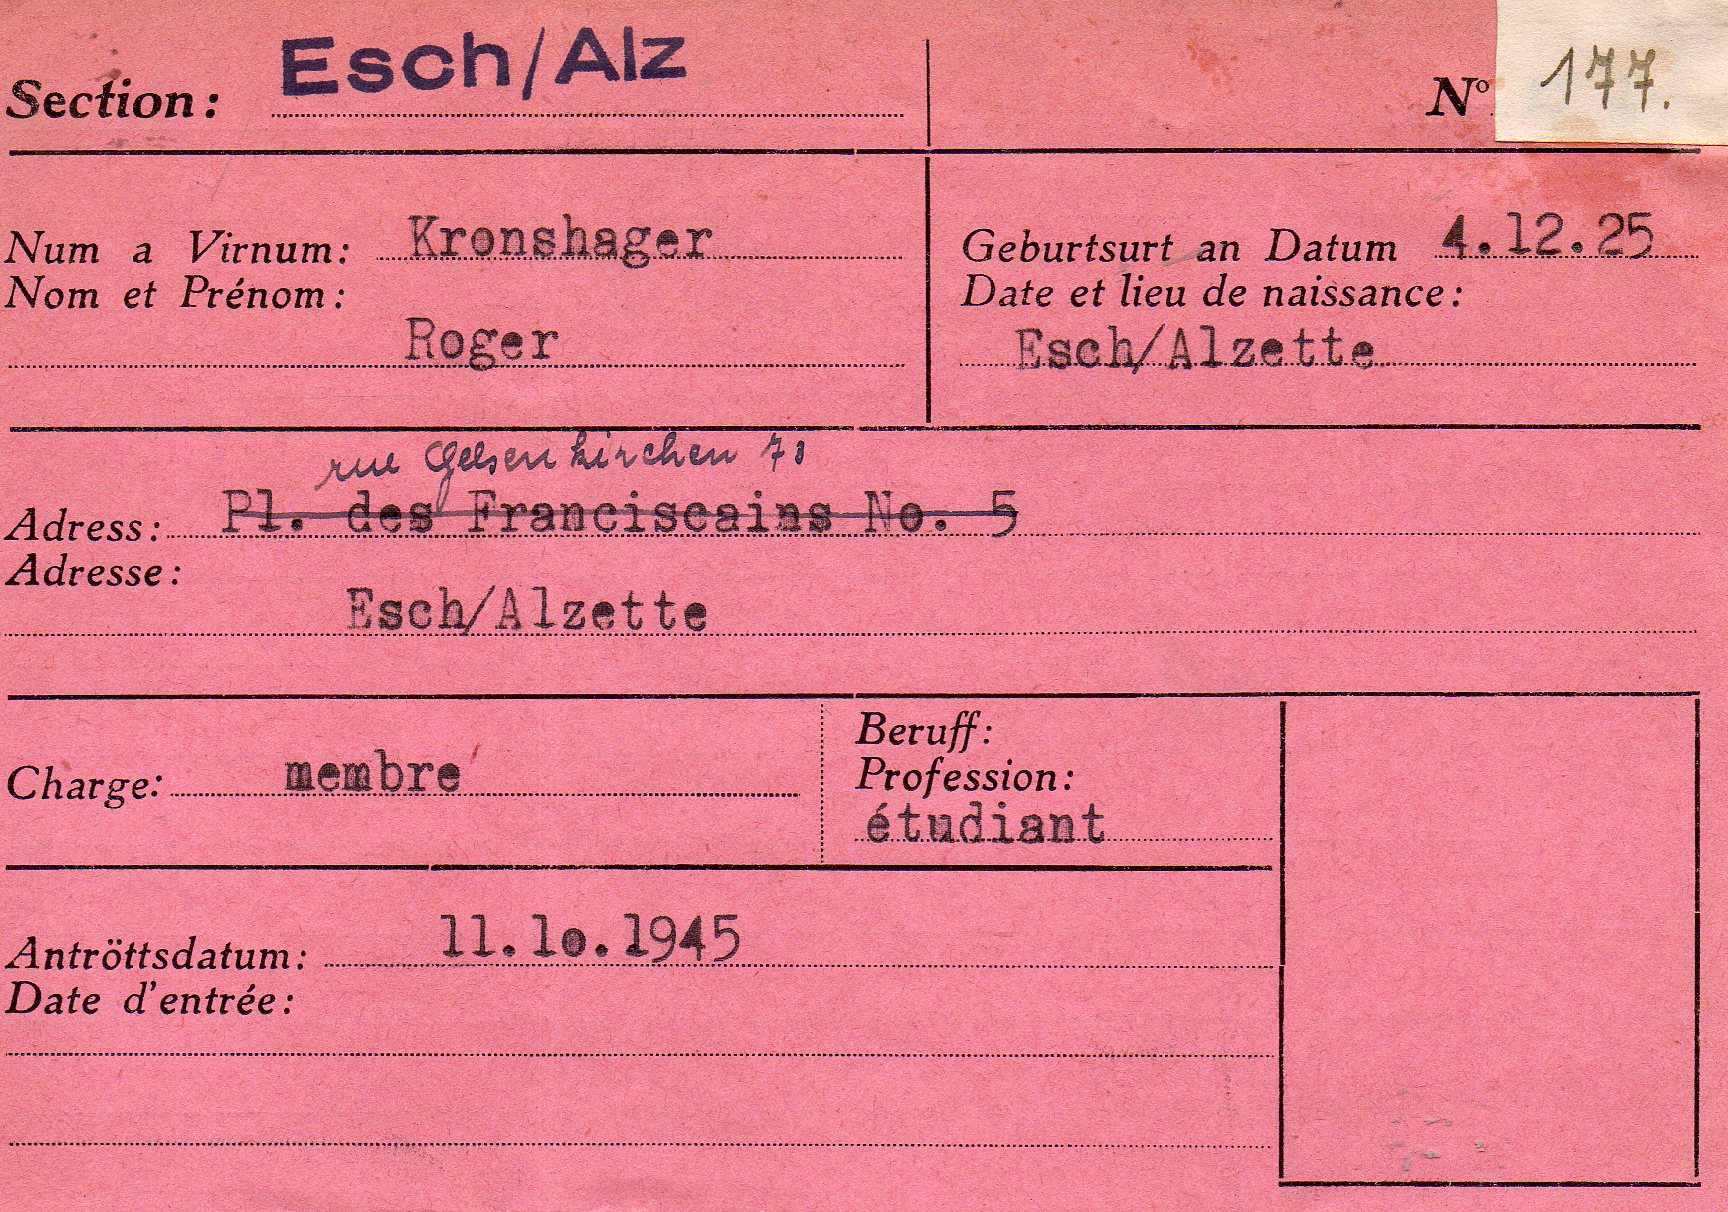 Section: Esch/Alz
Nº 177.
Num a Virnum: Kronshager
Nom et Prénom:
Roger
Geburtsurt an Datum 4.12.25
Date et lieu de naissance:
Esch/Alzette
rue Gelsenkirchen
Adress: Pl. des Franciscains No. 5
Adresse:
Esch/Alzette
Charge: membre
Beruff:
Profession:
étudiant
Antröttsdatum: 11.10.1945
Date d'entrée: